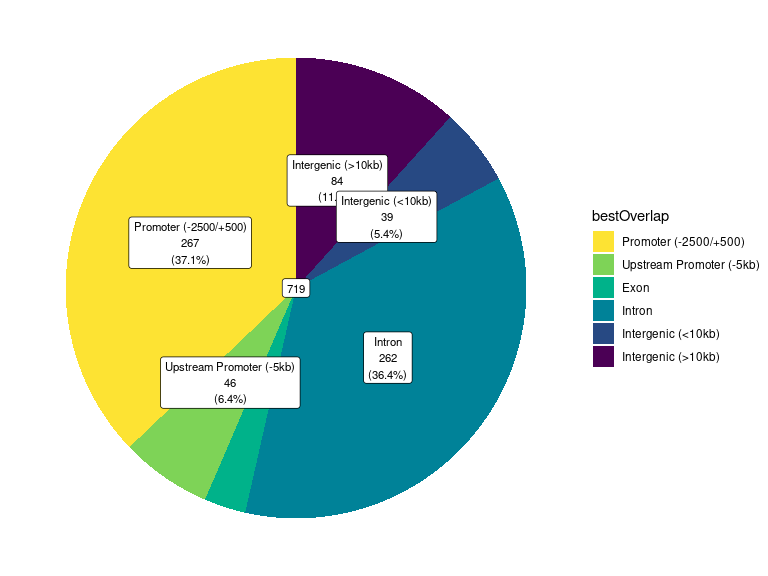 Intergenic (>10kb)
84
Intergenic (<10kb)
39
(5.4%)
Promoter (-2500/+500)
267
(37.1%)
719
Intron
262
(36.4%)
Upstream Promoter (-5kb)
46
(6.4%)
bestOverlap
Promoter (-2500/+500)
Upstream Promoter (-5kb)
Exon
Intron
Intergenic (<10kb)
Intergenic (>10kb)